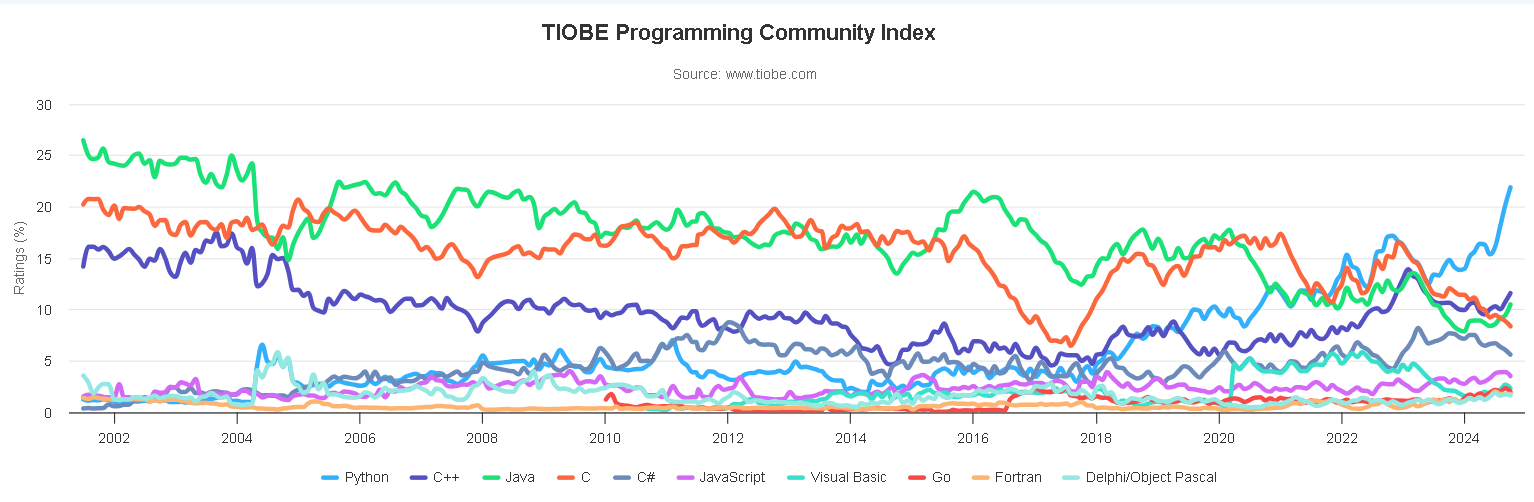 TIOBE Programming Community Index
Source: www.tiobe.com
Ratings (%)
30
25
20
15
10
5
0
2002 2004 2006 2008 2010 2012 2014 2016 2018 2020 2022 2024
Python C++ Java C C# JavaScript Visual Basic Go Fortran Delphi/Object Pascal